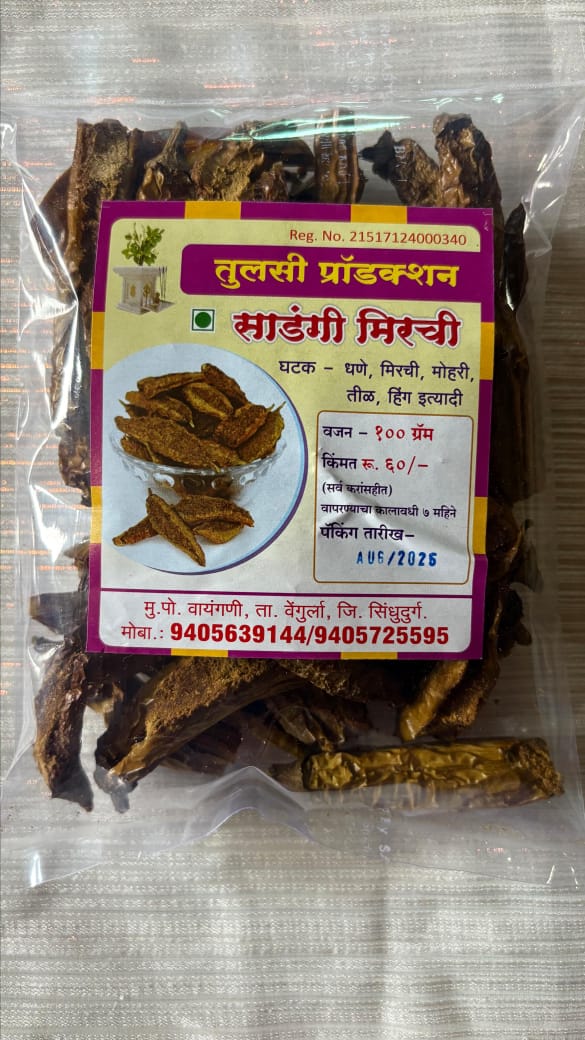 Reg. No. 21517124000340
तुलसी प्रॉडक्शन
साडंगी मिरची
घटक – धणे, मिरची, मोहरी,
तीळ, हिंग इत्यादी
वजन – १०० ग्रॅम
किंमत रू. ६०/–
(सर्व करांसहीत)
वापरण्याचा कालावधी ७ महिने
पॅकिंग तारीख–
AUG/2025
मु.पो. वायंगणी, ता. वेंगुर्ला, जि. सिंधुदुर्ग.
मोबा.: 9405639144/9405725595